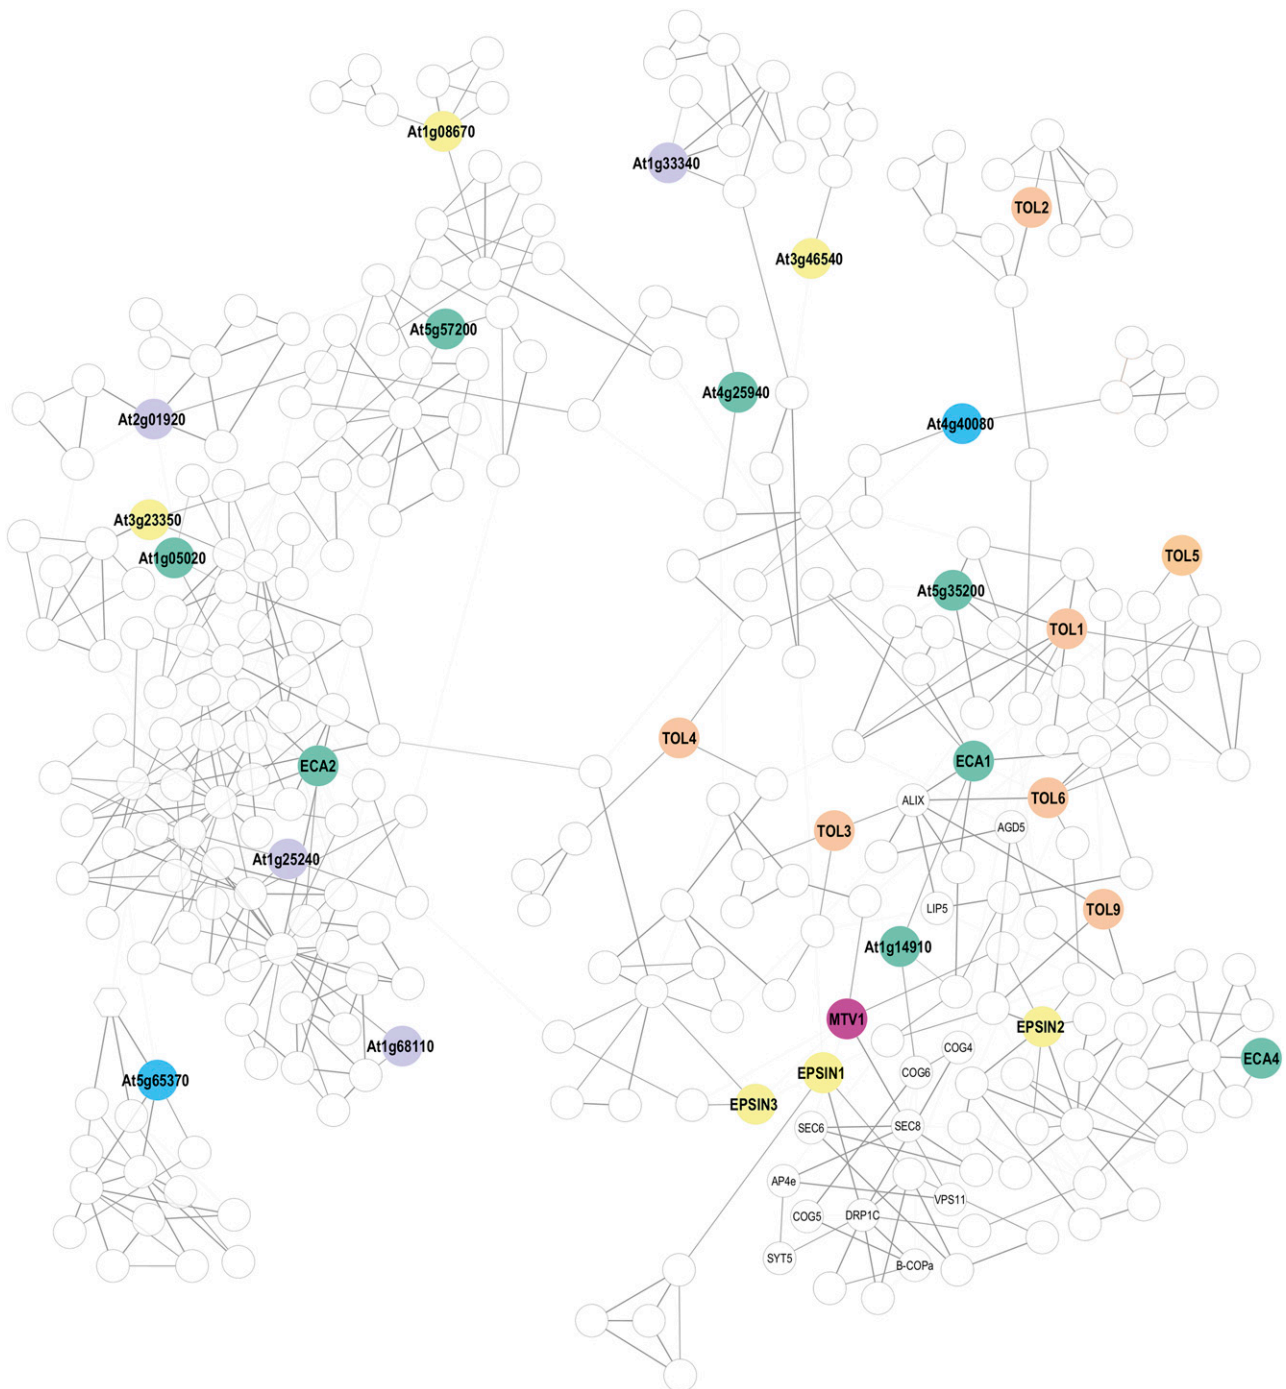 At1g08670
At1g33340
TOL2
At3g46540
At5g57200
At4g25940
At2g01920
At4g40080
At3g23350
At1g05020
TOL5
At5g35200
TOL1
TOL4
ECA2
ECA1
ALIX
TOL6
AGD5
TOL3
At1g25240
LIP5
TOL9
At1g14910
MTV1
EPSIN2
At1g68110
COG4
ECA4
At5g65370
EPSIN1
COG6
EPSIN3
SEC6
SEC8
AP4e
VPS11
COG5
DRP1C
SYT5
B-COPa